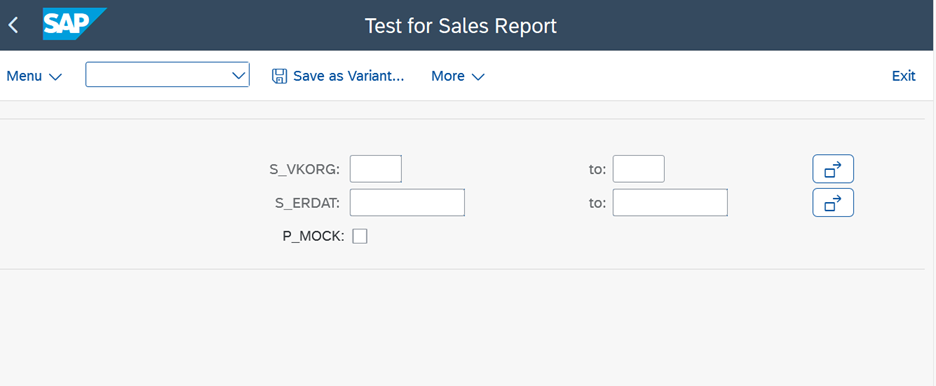 SAP Test for Sales Report
Menu Save as Variant... More Exit
S_VKORG: to:
S_ERDAT: to:
P_MOCK: